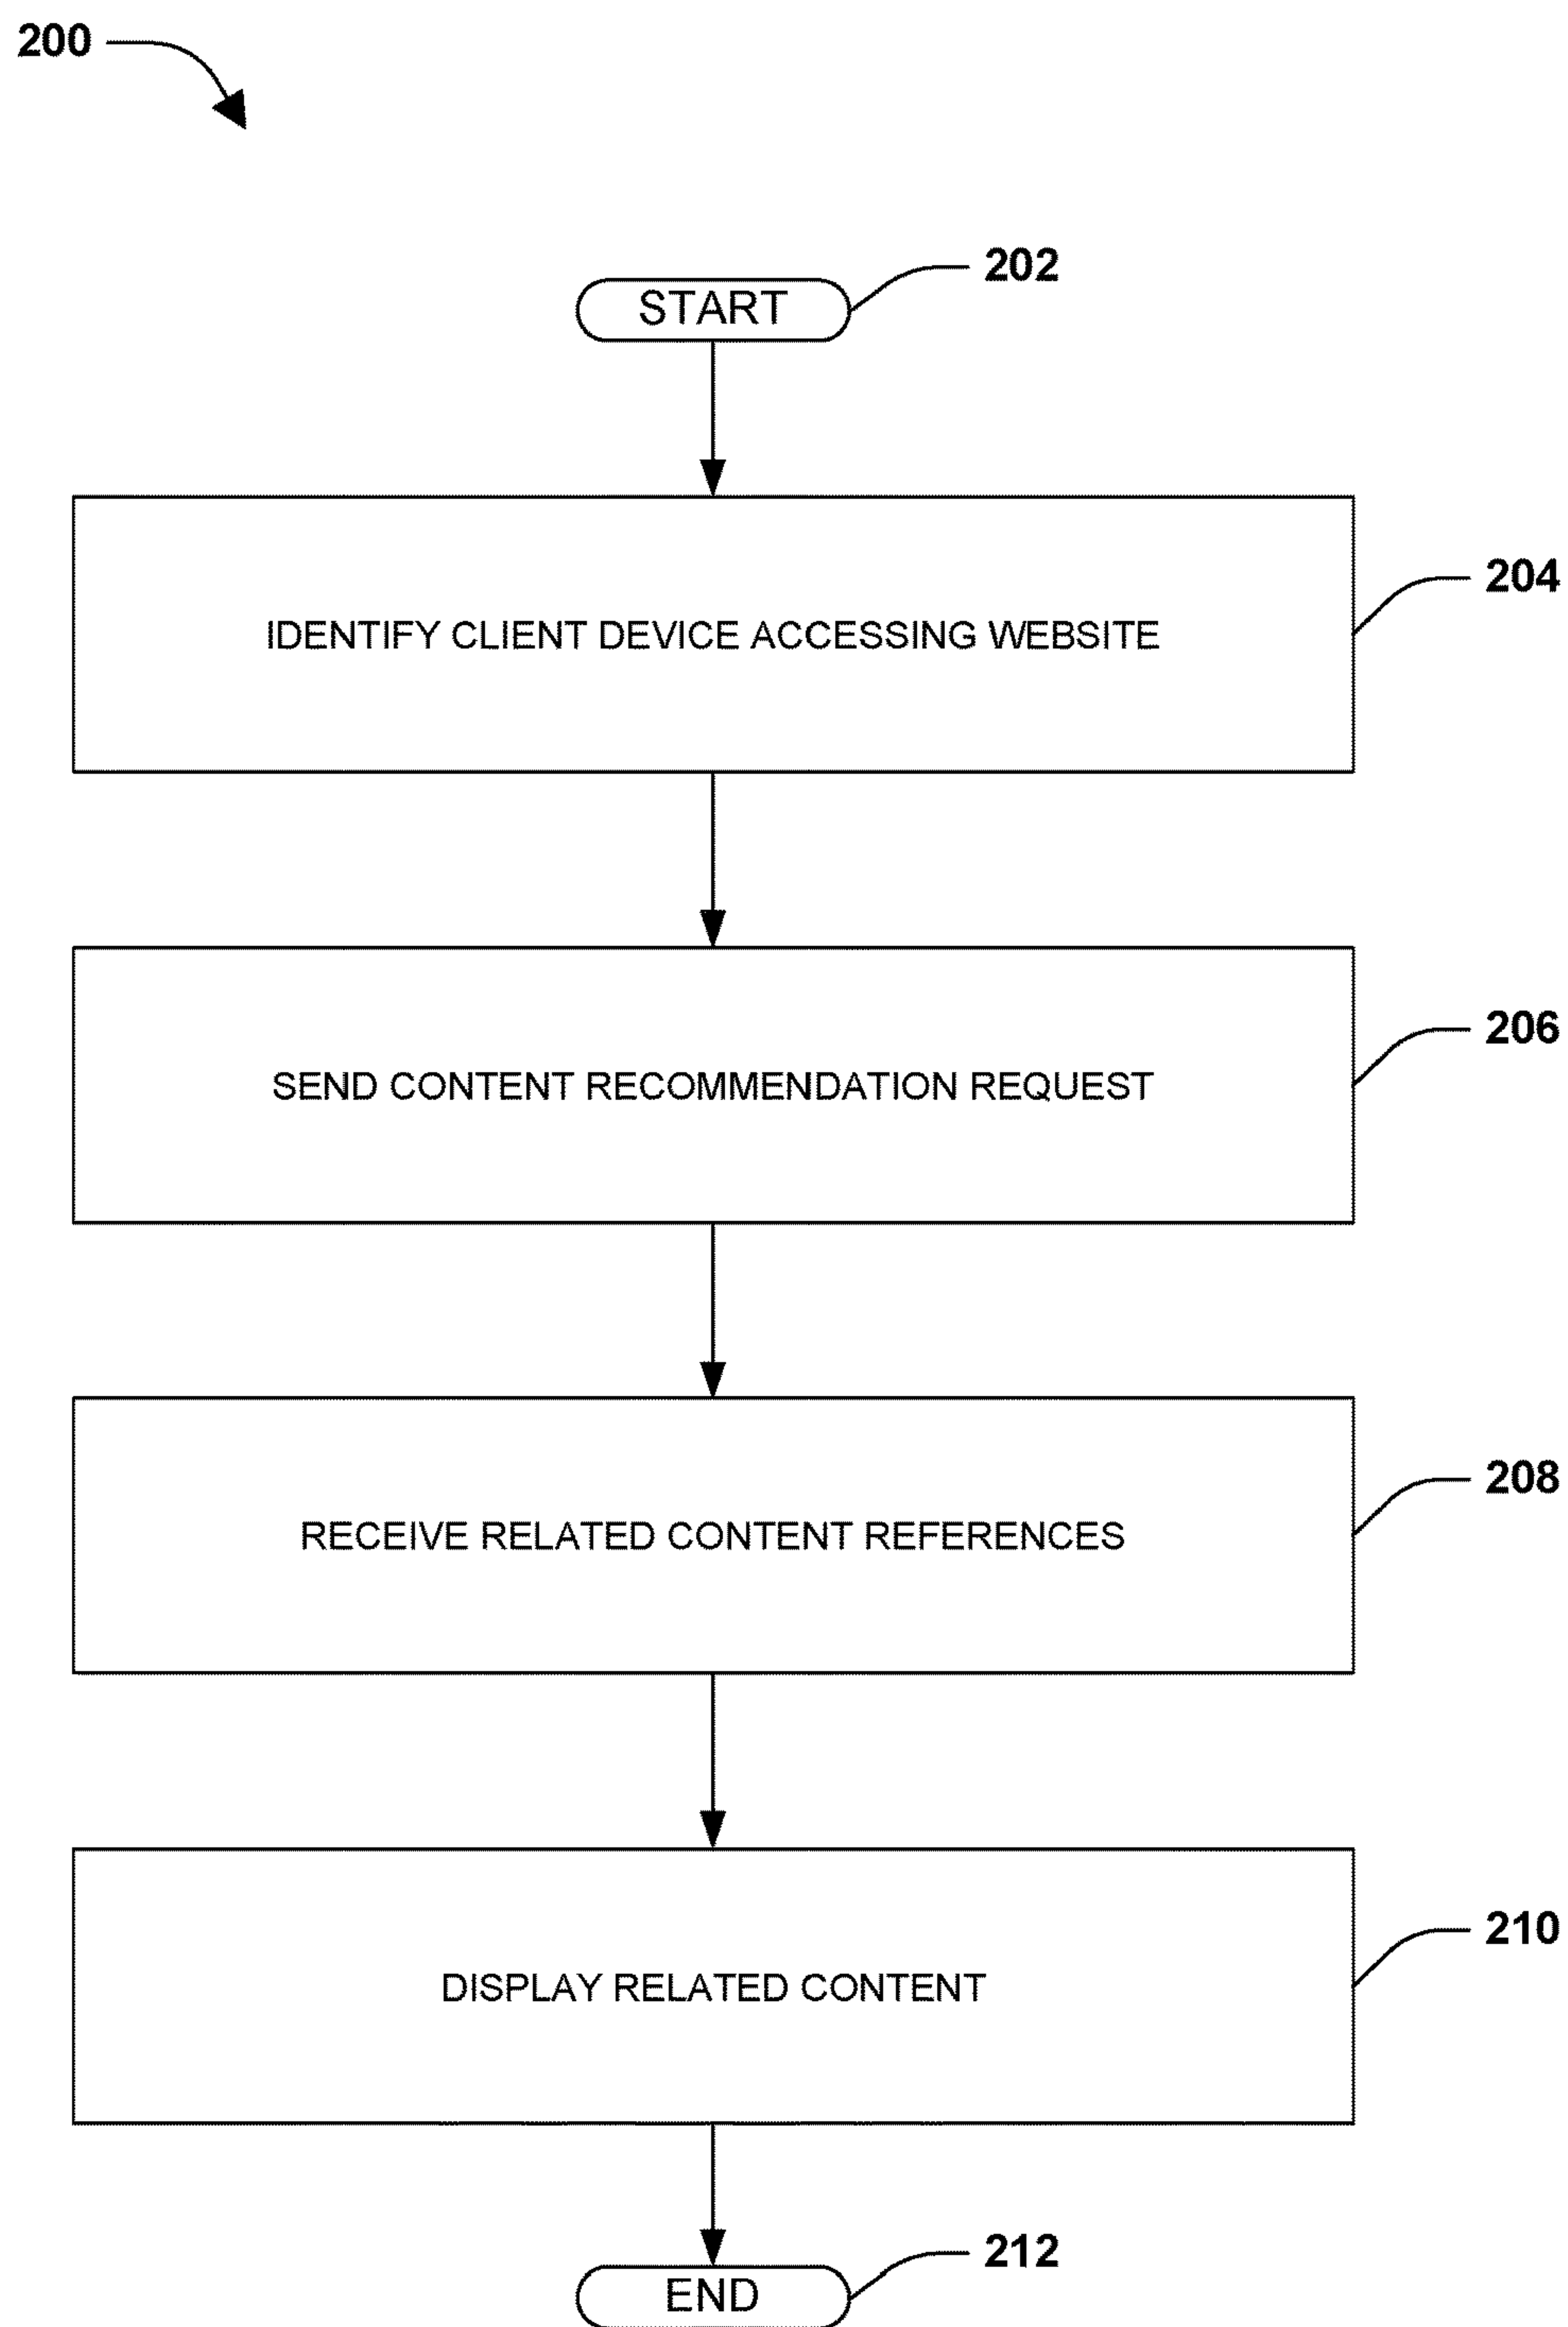 200
202
START
204
IDENTIFY CLIENT DEVICE ACCESSING WEBSITE
206
SEND CONTENT RECOMMENDATION REQUEST
208
RECEIVE RELATED CONTENT REFERENCES
210
DISPLAY RELATED CONTENT
212
END